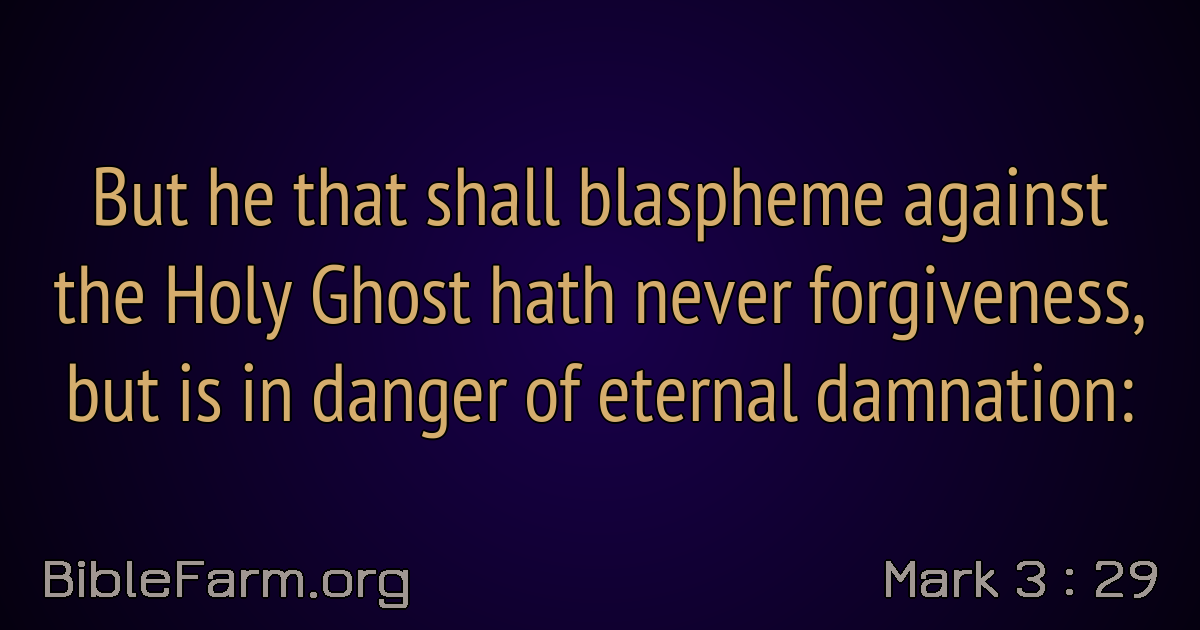 But he that shall blaspheme against
the Holy Ghost hath never forgiveness,
but is in danger of eternal damnation:
BibleFarm.org
Mark 3 : 29